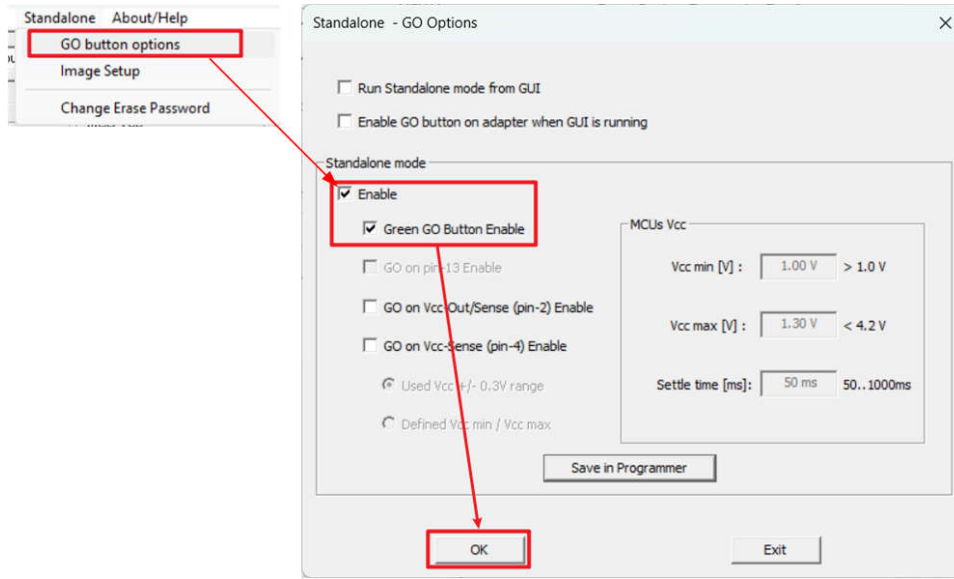 Standalone About/Help
GO button options
Image Setup
Change Erase Password
Standalone - GO Options
Run Standalone mode from GUI
Enable GO button on adapter when GUI is running
Standalone mode
Enable
Green GO Button Enable
GO on pin-13 Enable
GO on Vcc-Out/Sense (pin-2) Enable
GO on Vcc-Sense (pin-4) Enable
Used Vcc +/- 0.3V range
Defined Vcc min / Vcc max
MCUs Vcc
Vcc min [V] : 1.00 V > 1.0 V
Vcc max [V] : 1.30 V < 4.2 V
Settle time [ms]: 50 ms 50..1000ms
Save in Programmer
OK Exit